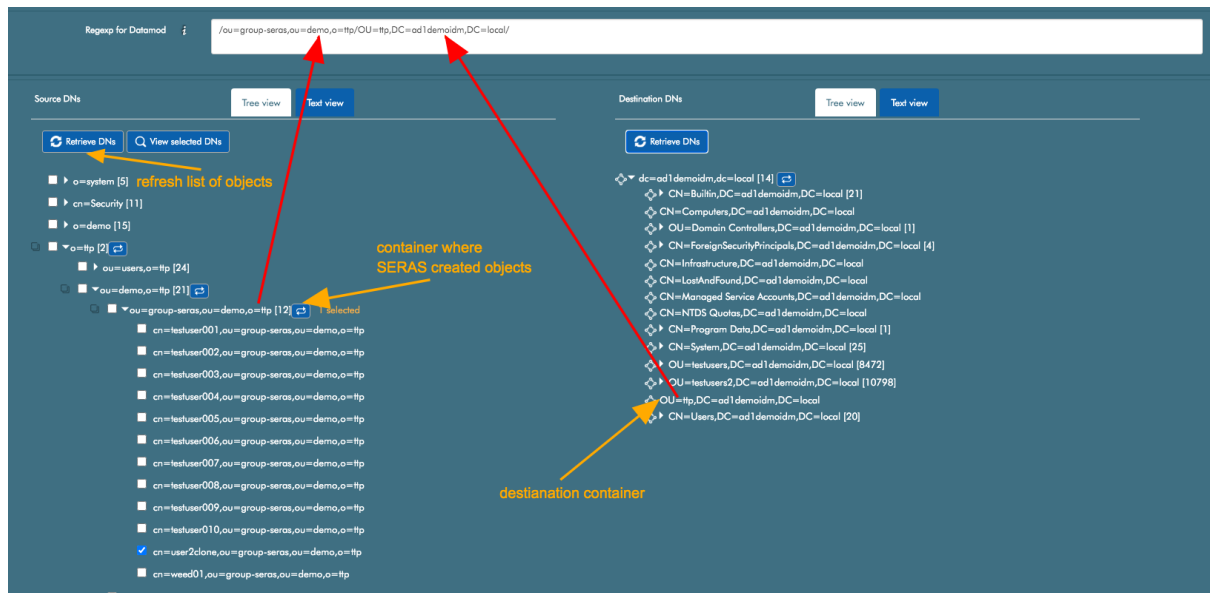 Regexp for Datamod i /ou=group-seras,ou=demo,o=ttp/OU=ttp,DC=ad1demoidm,DC=local/
Source DNs Tree view Text view
Retrieve DNs View selected DNs
o=system [5] refresh list of objects
cn=Security [11]
o=demo [15]
o=ttp [2]
container where
SERAS created objects
ou=users,o=ttp [24]
ou=demo,o=ttp [21]
ou=group-seras,ou=demo,o=ttp [12] 1 selected
cn=testuser001,ou=group-seras,ou=demo,o=ttp
cn=testuser002,ou=group-seras,ou=demo,o=ttp
cn=testuser003,ou=group-seras,ou=demo,o=ttp
cn=testuser004,ou=group-seras,ou=demo,o=ttp
cn=testuser005,ou=group-seras,ou=demo,o=ttp
cn=testuser006,ou=group-seras,ou=demo,o=ttp
cn=testuser007,ou=group-seras,ou=demo,o=ttp
cn=testuser008,ou=group-seras,ou=demo,o=ttp
cn=testuser009,ou=group-seras,ou=demo,o=ttp
cn=testuser010,ou=group-seras,ou=demo,o=ttp
cn=user2clone,ou=group-seras,ou=demo,o=ttp
cn=weed01,ou=group-seras,ou=demo,o=ttp
Destination DNs Tree view Text view
Retrieve DNs
dc=ad1demoidm,dc=local [14]
CN=Builtin,DC=ad1demoidm,DC=local [21]
CN=Computers,DC=ad1demoidm,DC=local
OU=Domain Controllers,DC=ad1demoidm,DC=local [1]
CN=ForeignSecurityPrincipals,DC=ad1demoidm,DC=local [4]
CN=Infrastructure,DC=ad1demoidm,DC=local
CN=LostAndFound,DC=ad1demoidm,DC=local
CN=Managed Service Accounts,DC=ad1demoidm,DC=local
CN=NTDS Quotas,DC=ad1demoidm,DC=local
CN=Program Data,DC=ad1demoidm,DC=local [1]
CN=System,DC=ad1demoidm,DC=local [25]
OU=testusers,DC=ad1demoidm,DC=local [8472]
OU=testusers2,DC=ad1demoidm,DC=local [10798]
OU=ttp,DC=ad1demoidm,DC=local
CN=Users,DC=ad1demoidm,DC=local [20]
destianation container